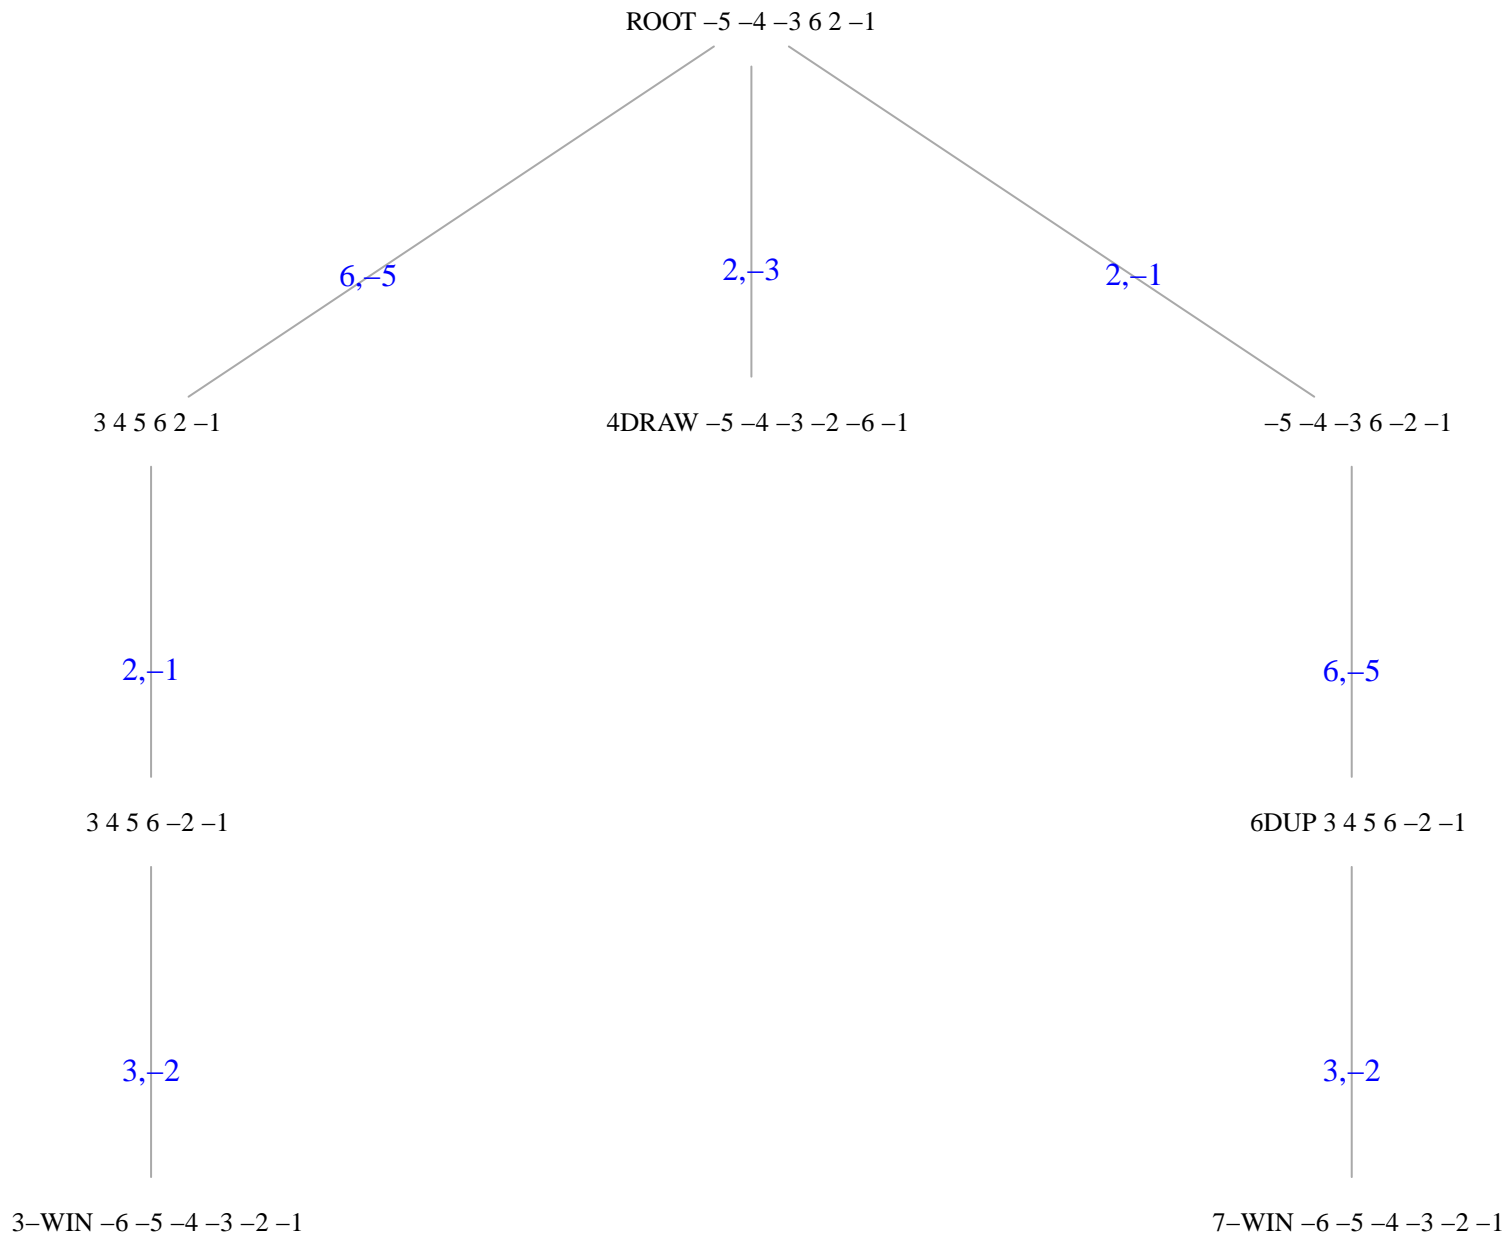 ROOT –5 –4 –3 6 2 –1
6,–5
2,–3
2,–1
3 4 5 6 2 –1
4DRAW –5 –4 –3 –2 –6 –1
–5 –4 –3 6 –2 –1
2,–1
6,–5
3 4 5 6 –2 –1
6DUP 3 4 5 6 –2 –1
3,–2
3,–2
3–WIN –6 –5 –4 –3 –2 –1
7–WIN –6 –5 –4 –3 –2 –1